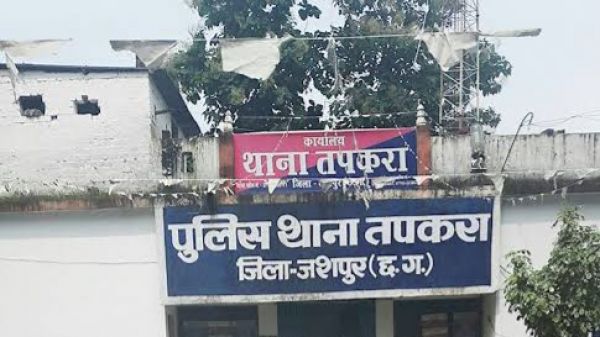 कार्यालय
थाना तपकरा
जिला -
पुलिस थाना तपकरा
जिला-जशपुर (छ.ग.)